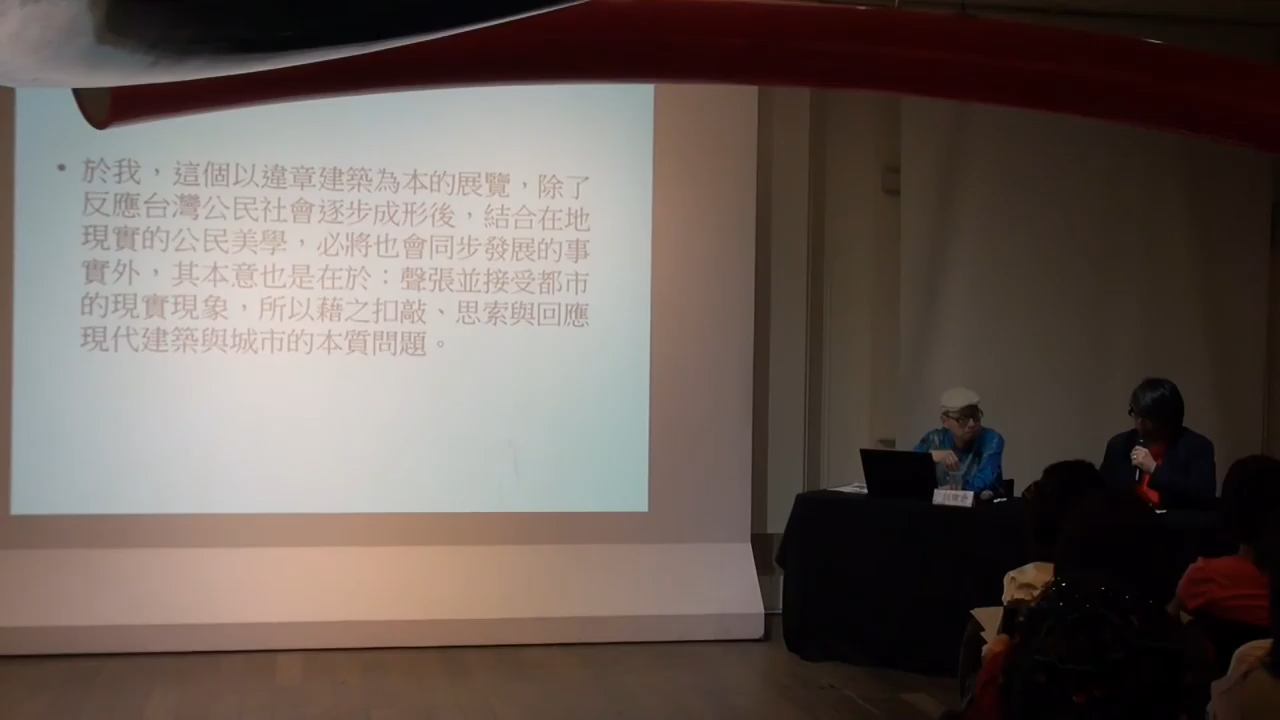 • 於我，這個以違章建築為本的展覽，除了
反應台灣公民社會逐步成形後，結合在地
現實的公民美學，必將也會同步發展的事
實外，其本意也是在於：聲張並接受都市
的現實現象，所以藉之扣敲、思索與回應
現代建築與城市的本質問題。